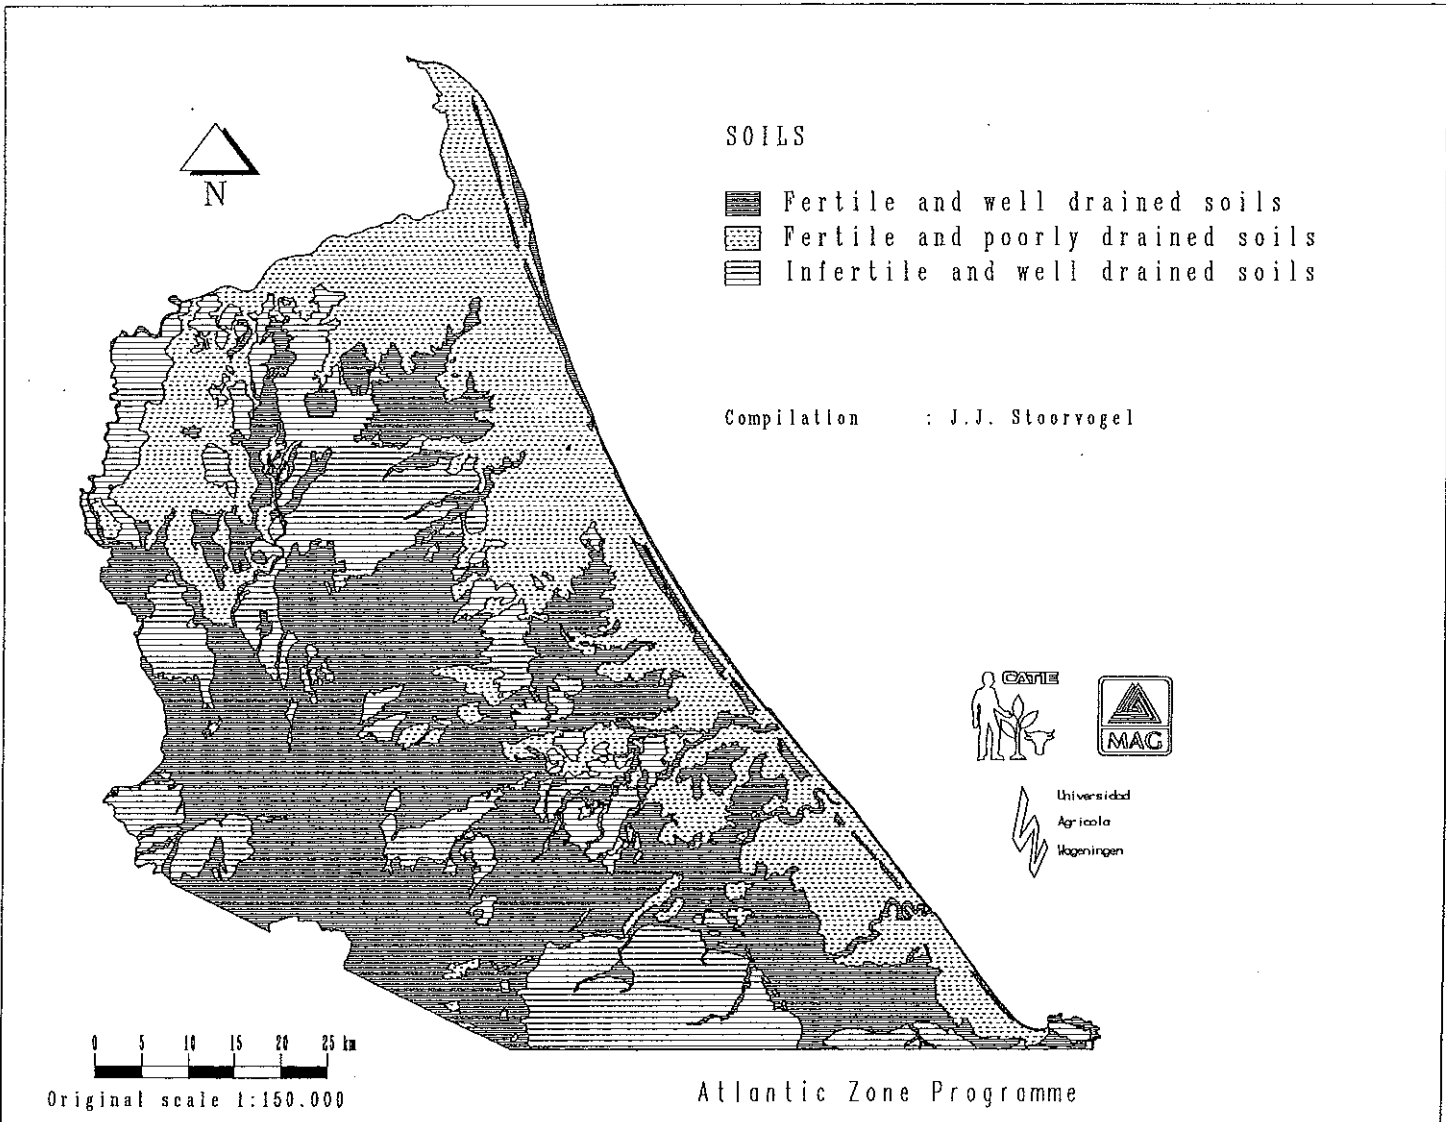 SOILS
N
Fertile and well drained soils
Fertile and poorly drained soils
Infertile and well drained soils
Compilation : J.J. Stoorvogel
CATIE
MAG
Universidad
Agricola
Wageningen
0 5 10 15 20 25 km
Original scale 1:150.000
Atlantic Zone Programme